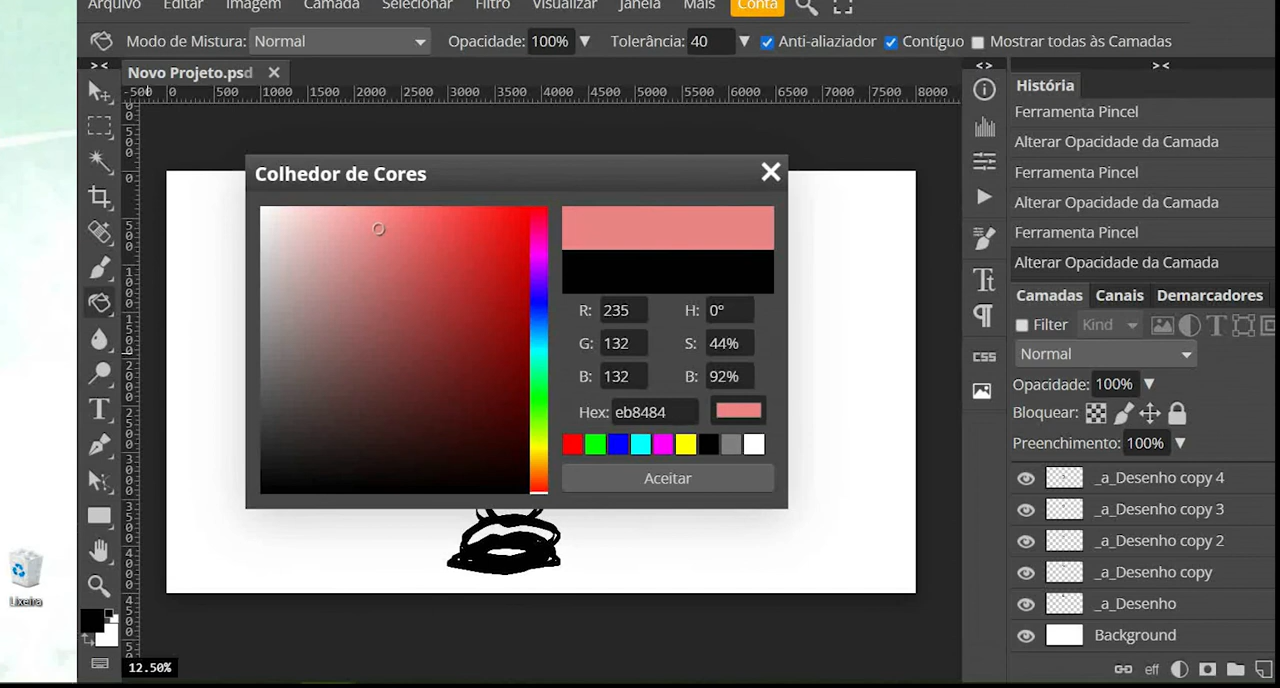 Arquivo Editar Imagem Camada Selecionar Filtro Visualizar Janela Mais Conta
Modo de Mistura: Normal Opacidade: 100% Tolerância: 40 Anti-aliaziador Contíguo Mostrar todas às Camadas
> < Novo Projeto.psd < > > <
-500 0 500 1000 1500 2000 2500 3000 3500 4000 4500 5000 5500 6000 6500 7000 7500 8000
História
Ferramenta Pincel
Alterar Opacidade da Camada
Ferramenta Pincel
Alterar Opacidade da Camada
Ferramenta Pincel
Alterar Opacidade da Camada
Colhedor de Cores
R: 235 H: 0°
G: 132 S: 44%
B: 132 B: 92%
Hex: eb8484
Aceitar
CSS
Camadas Canais Demarcadores
Filter Kind
Normal
Opacidade: 100%
Bloquear:
Preenchimento: 100%
_a_Desenho copy 4
_a_Desenho copy 3
_a_Desenho copy 2
_a_Desenho copy
_a_Desenho
Background
eff
Lixeira
12.50%